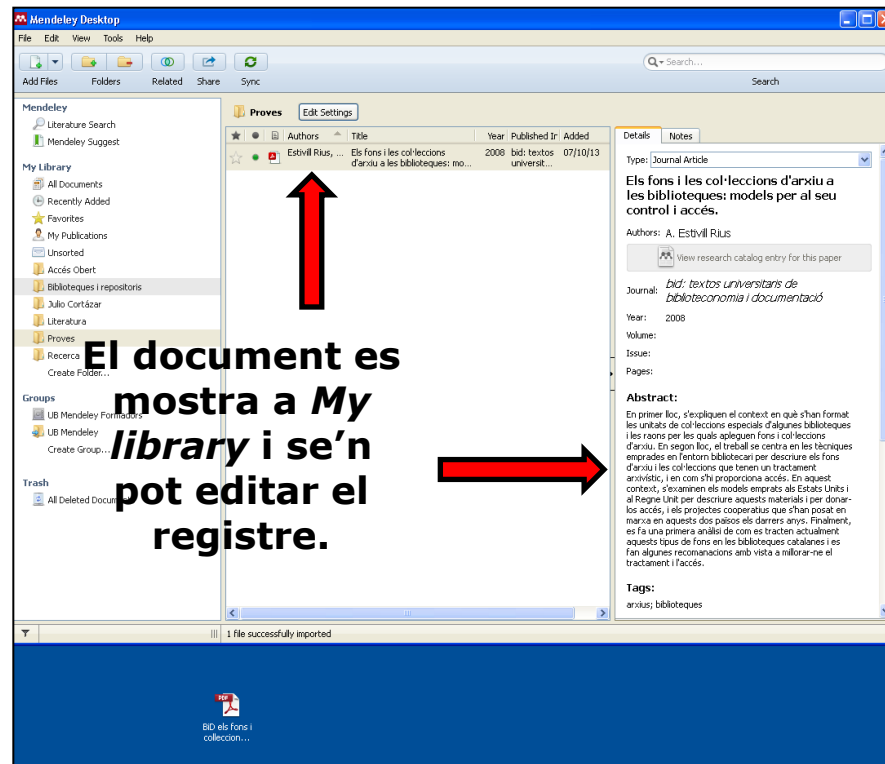 Mendeley Desktop
File Edit View Tools Help
Add Files Folders Related Share Sync
Search...
Search
Mendeley
Literature Search
Mendeley Suggest
My Library
All Documents
Recently Added
Favorites
My Publications
Unsorted
Accés Obert
Biblioteques i repositoris
Julio Cortázar
Literatura
Proves
Recerca
Create Folder...
Groups
UB Mendeley Formadors
UB Mendeley
Create Group...
Trash
All Deleted Documents
Proves Edit Settings
Authors Title Year Published In Added
Estivill Rius, ... Els fons i les col·leccions 2008 bid: textos 07/10/13
d'arxiu a les biblioteques: mo... universit...
El document es
mostra a My
library i se'n
pot editar el
registre.
Details Notes
Type: Journal Article
Els fons i les col·leccions d'arxiu a
les biblioteques: models per al seu
control i accés.
Authors: A. Estivill Rius
View research catalog entry for this paper
Journal: bid: textos universitaris de
biblioteconomia i documentació
Year: 2008
Volume:
Issue:
Pages:
Abstract:
En primer lloc, s'expliquen el context en què s'han format
les unitats de col·leccions especials d'algunes biblioteques
i les raons per les quals apleguen fons i col·leccions
d'arxiu. En segon lloc, el treball se centra en les tècniques
emprades en l'entorn bibliotecari per descriure els fons
d'arxiu i les col·leccions que tenen un tractament
arxivístic, i en com s'hi proporciona accés. En aquest
context, s'examinen els models emprats als Estats Units i
al Regne Unit per descriure aquests materials i per donar-
los accés, i els projectes cooperatius que s'han posat en
marxa en aquests dos països els darrers anys. Finalment,
es fa una primera anàlisi de com es tracten actualment
aquests tipus de fons en les biblioteques catalanes i es
fan algunes recomanacions amb vista a millorar-ne el
tractament i l'accés.
Tags:
arxius; biblioteques
1 file successfully imported
PDF
BiD els fons i
colleccion...